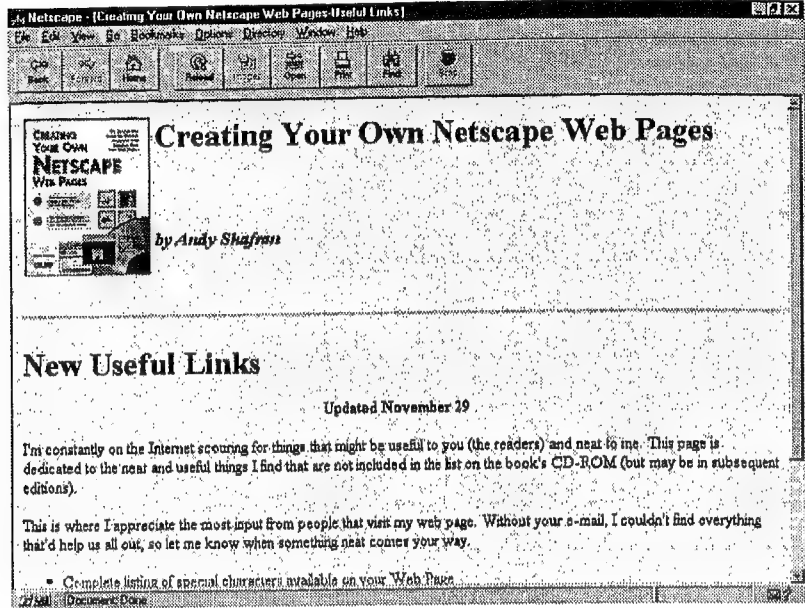 Netscape - [Creating Your Own Netscape Web Pages-Useful Links]
File Edit View Go Bookmarks Options Directory Window Help
Back Forward Home Reload Images Open Print Find Stop
CREATING
YOUR OWN
NETSCAPE
WEB PAGES
Creating Your Own Netscape Web Pages
by Andy Shafran
New Useful Links
Updated November 29
I'm constantly on the Internet scouring for things that might be useful to you (the readers) and neat to me. This page is
dedicated to the neat and useful things I find that are not included in the list on the book's CD-ROM (but may be in subsequent
editions).
This is where I appreciate the most input from people that visit my web page. Without your e-mail, I couldn't find everything
that'd help us all out, so let me know when something neat comes your way.
• Complete listing of special characters available on your Web Page
Document: Done